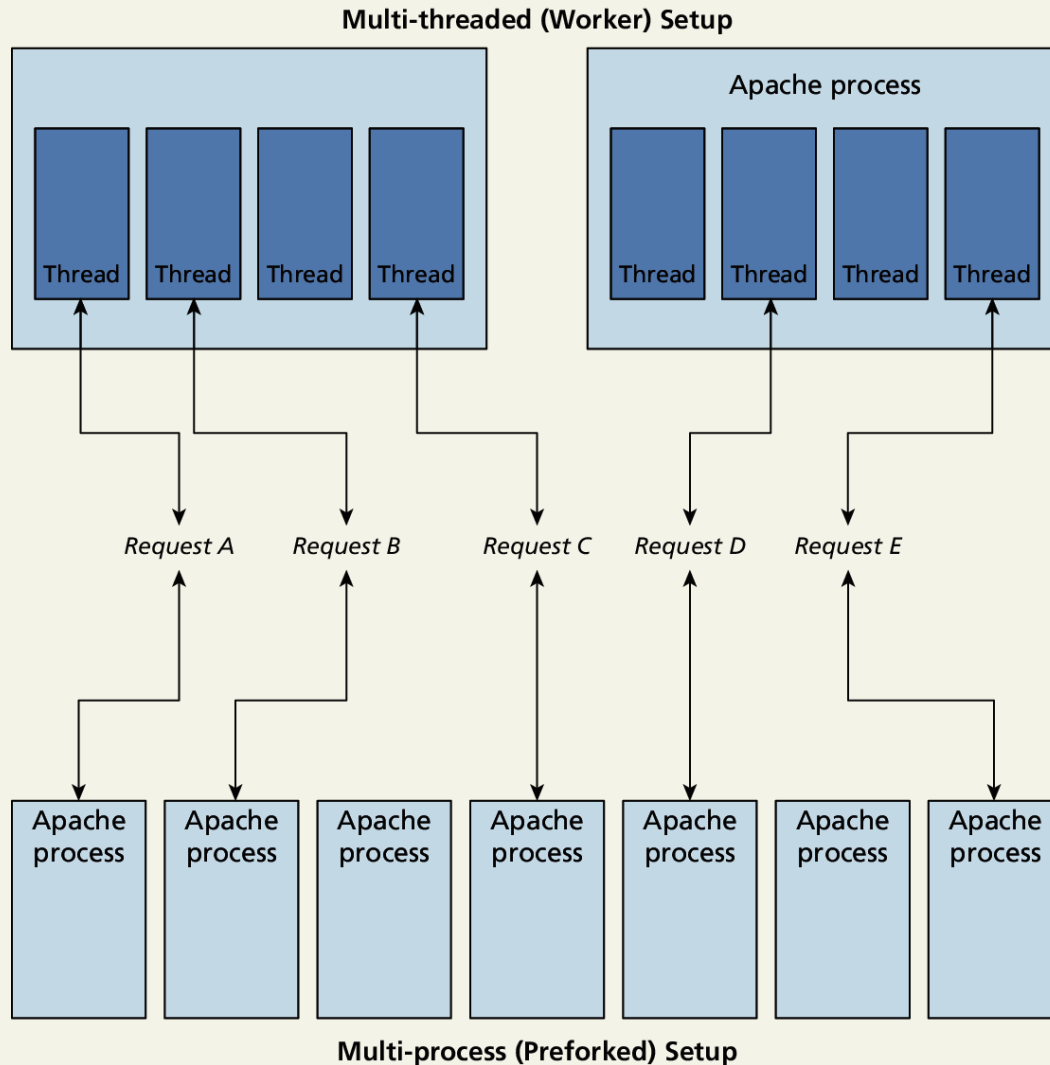 Multi-threaded (Worker) Setup
Apache process
Thread
Thread
Thread
Thread
Thread
Thread
Thread
Thread
Request A
Request B
Request C
Request D
Request E
Apache
process
Apache
process
Apache
process
Apache
process
Apache
process
Apache
process
Apache
process
Multi-process (Preforked) Setup